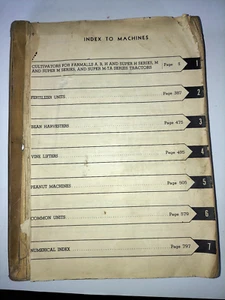 INDEX TO MACHINES
CULTIVATORS FOR FARMALLS A, B, H AND SUPER H SERIES, M
AND SUPER M SERIES, AND SUPER M-TA SERIES TRACTORS
Page 5
1
FERTILIZER UNITS
Page 387
2
BEAN HARVESTERS
Page 475
3
VINE LIFTERS
Page 485
4
PEANUT MACHINES
Page 505
5
COMMON UNITS
Page 579
6
NUMERICAL INDEX
Page 797
7